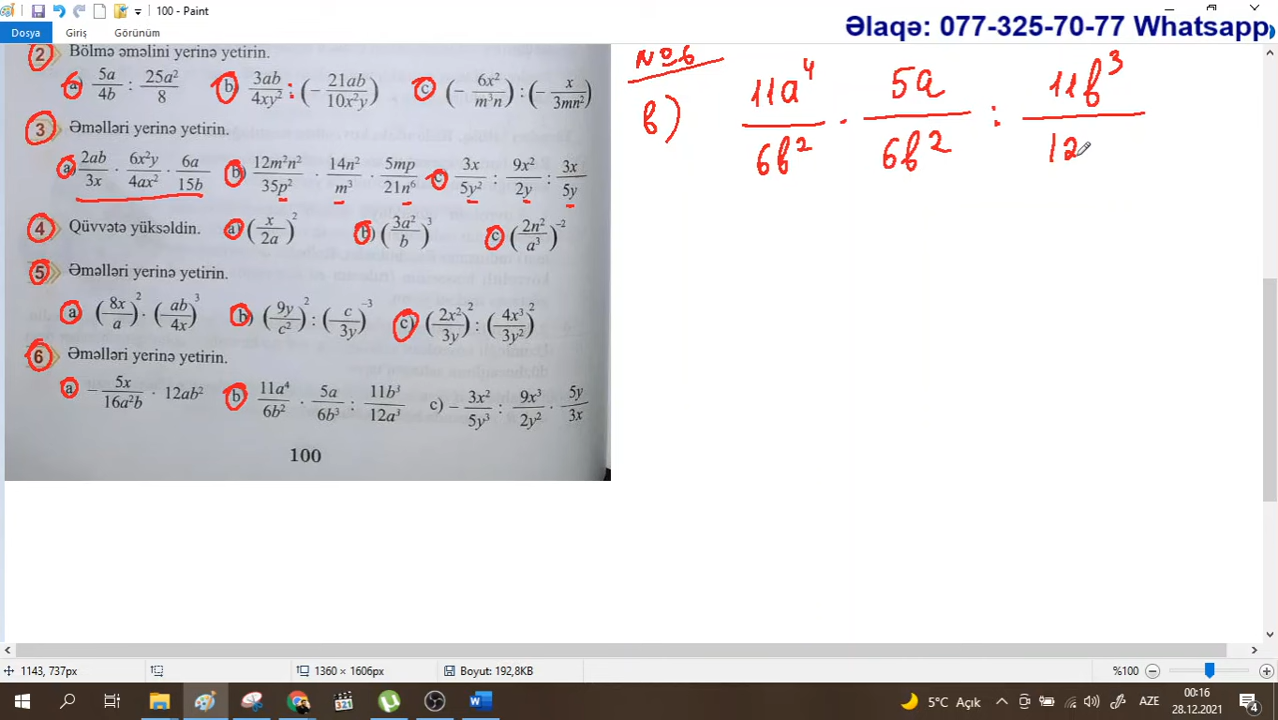 100 - Paint
Əlaqə: 077-325-70-77 Whatsapp
Dosya Giriş Görünüm
2 Bölmə əməlini yerinə yetirin.
a) 5a/4b : 25a²/8 b) 3ab/4xy² : (− 21ab/10x²y) c) (− 6x²/m³n) : (− x/3mn²)
3 Əməlləri yerinə yetirin.
a) 2ab/3x · 6x²y/4ax² · 6a/15b b) 12m²n²/35p² · 14n²/m³ · 5mp/21n⁶ c) 3x/5y² : 9x²/2y : 3x/5y
4 Qüvvətə yüksəldin. a) (x/2a)² b) (3a²/b)³ c) (2n²/a³)⁻²
5 Əməlləri yerinə yetirin.
a) (8x/a)² · (ab/4x)³ b) (9y/c²)² : (c/3y)⁻³ c) (2x²/3y)² : (4x³/3y²)²
6 Əməlləri yerinə yetirin.
a) − 5x/16a²b · 12ab² b) 11a⁴/6b² · 5a/6b³ : 11b³/12a³ c) − 3x²/5y³ : 9x³/2y² · 5y/3x
100
№6
b) 11a⁴/6b² · 5a/6b² : 11b³/12
1143, 737px 1360 × 1606px Boyut: 192,8KB %100
5°C Açık AZE 00:16
28.12.2021
4